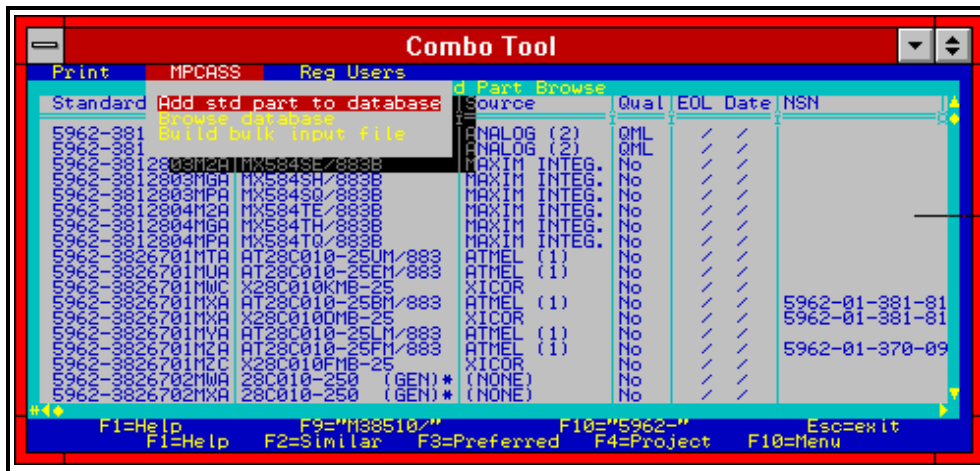 Combo Tool
Print MPCASS Reg Users
d Part Browse
Standard Add std part to database Source Qual EOL Date NSN
Browse database
Build bulk input file
5962-381 ANALOG (2) QML / /
5962-381 ANALOG (2) QML / /
5962-3812803M2A MX584SE/883B MAXIM INTEG. No / /
5962-3812803MGA MX584SH/883B MAXIM INTEG. No / /
5962-3812803MPA MX584SQ/883B MAXIM INTEG. No / /
5962-3812804M2A MX584TE/883B MAXIM INTEG. No / /
5962-3812804MGA MX584TH/883B MAXIM INTEG. No / /
5962-3812804MPA MX584TQ/883B MAXIM INTEG. No / /
5962-3826701MTA AT28C010-25UM/883 ATMEL (1) No / /
5962-3826701MUA AT28C010-25EM/883 ATMEL (1) No / /
5962-3826701MWC X28C010KMB-25 XICOR No / /
5962-3826701MXA AT28C010-25BM/883 ATMEL (1) No / / 5962-01-381-81
5962-3826701MXA X28C010DMB-25 XICOR No / / 5962-01-381-81
5962-3826701MYA AT28C010-25LM/883 ATMEL (1) No / /
5962-3826701MZA AT28C010-25FM/883 ATMEL (1) No / / 5962-01-370-09
5962-3826701MZC X28C010FMB-25 XICOR No / /
5962-3826702MWA 28C010-250 (GEN)* (NONE) No / /
5962-3826702MXA 28C010-250 (GEN)* (NONE) No / /
F1=Help F9="M38510/" F10="5962-" Esc=exit
F1=Help F2=Similar F3=Preferred F4=Project F10=Menu